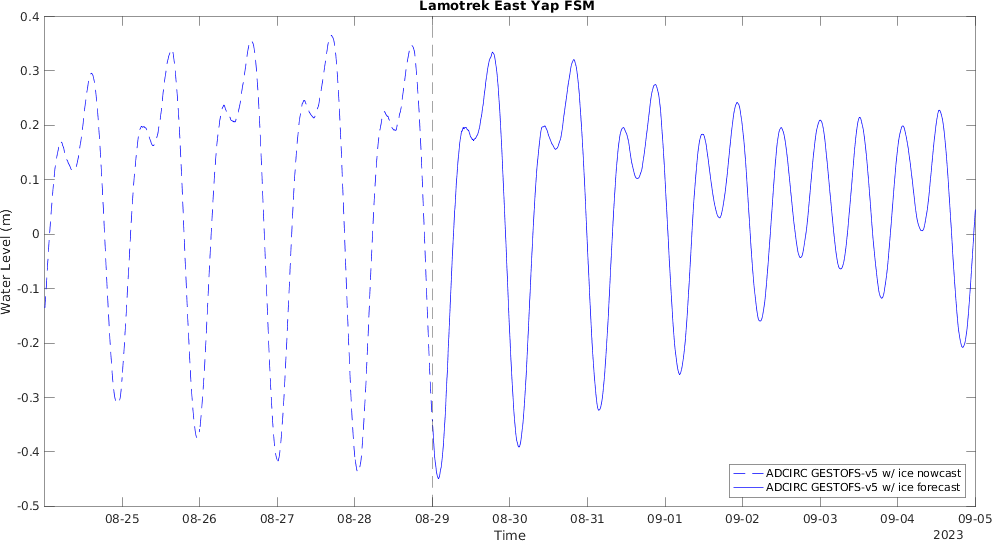 Lamotrek East Yap FSM
0.4
0.3
0.2
0.1
0
-0.1
-0.2
-0.3
-0.4
-0.5
Water Level (m)
ADCIRC GESTOFS-v5 w/ ice nowcast
ADCIRC GESTOFS-v5 w/ ice forecast
08-25 08-26 08-27 08-28 08-29 08-30 08-31 09-01 09-02 09-03 09-04 09-05
Time
2023